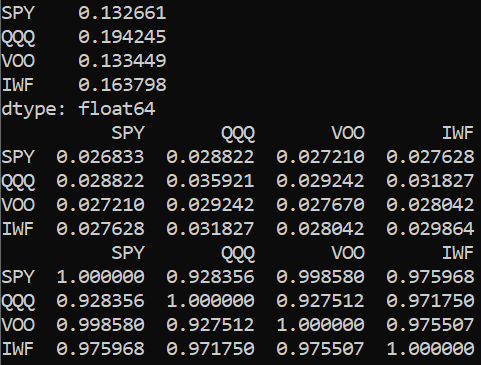 SPY    0.132661
QQQ    0.194245
VOO    0.133449
IWF    0.163798
dtype: float64
          SPY       QQQ       VOO       IWF
SPY  0.026833  0.028822  0.027210  0.027628
QQQ  0.028822  0.035921  0.029242  0.031827
VOO  0.027210  0.029242  0.027670  0.028042
IWF  0.027628  0.031827  0.028042  0.029864
          SPY       QQQ       VOO       IWF
SPY  1.000000  0.928356  0.998580  0.975968
QQQ  0.928356  1.000000  0.927512  0.971750
VOO  0.998580  0.927512  1.000000  0.975507
IWF  0.975968  0.971750  0.975507  1.000000